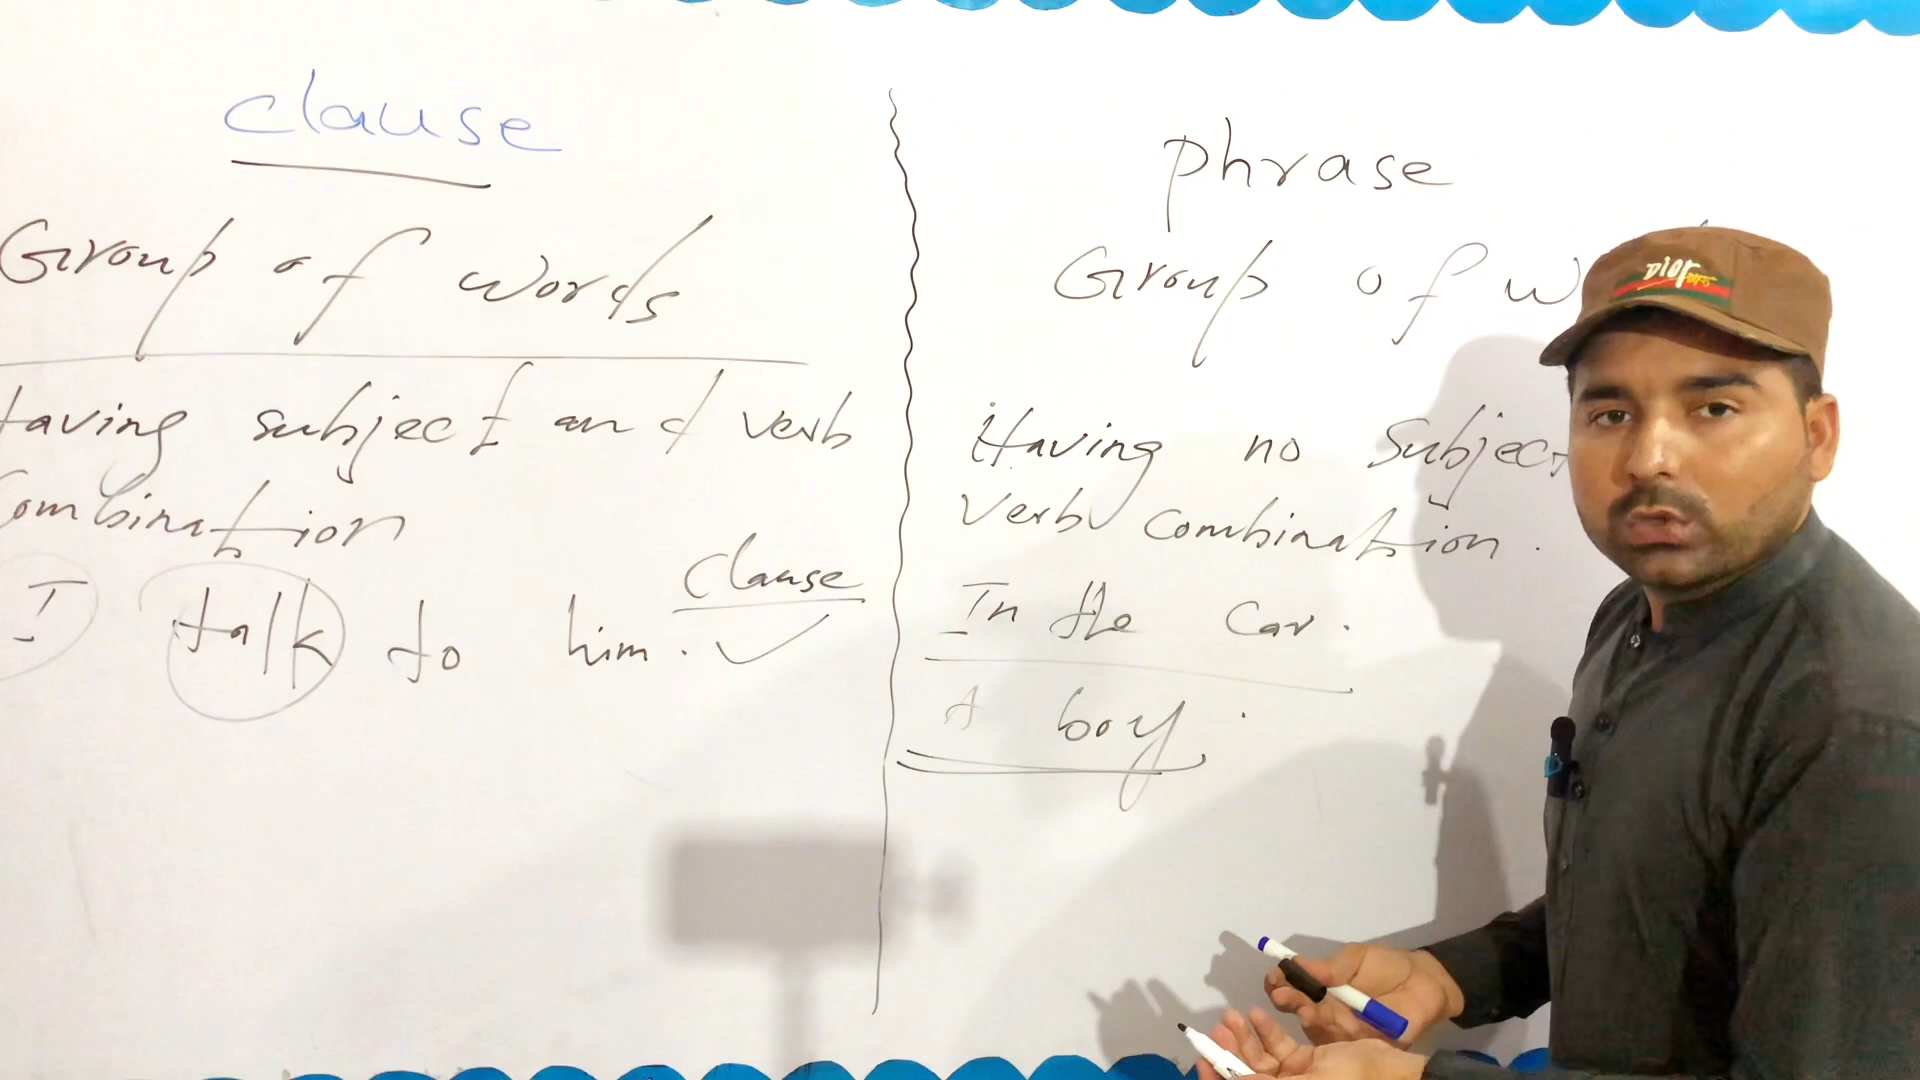 clause
Group of words
Having subject and verb
Combination
clause
I talk to him.
phrase
Group of w
Having no Subject
Verb Combination.
In the Car.
A boy.
Dior